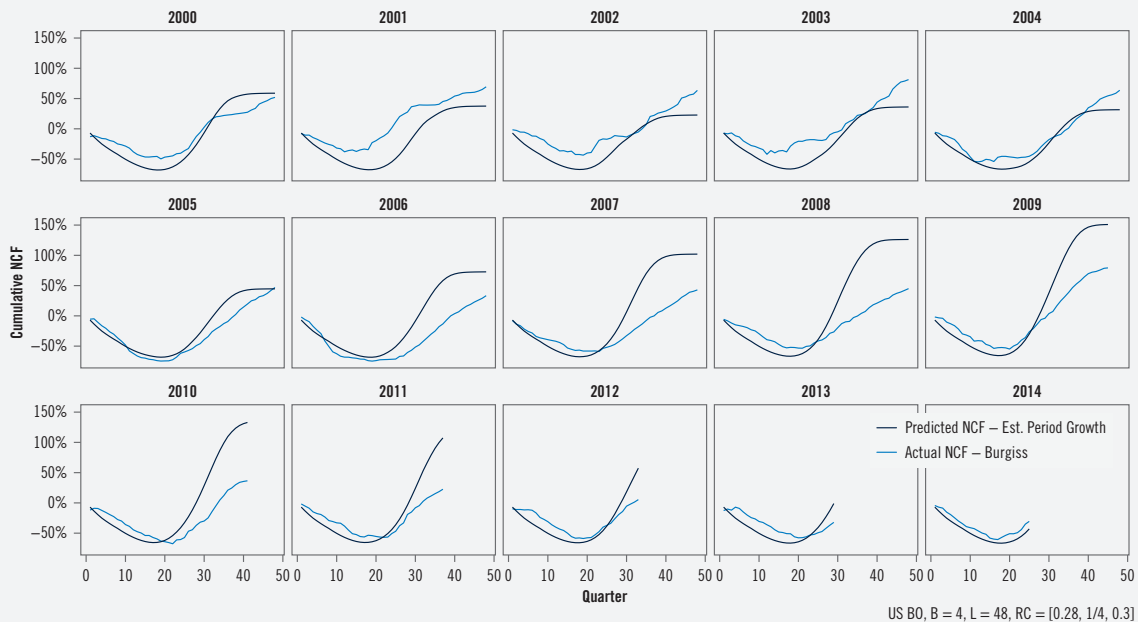 2000 2001 2002 2003 2004
150%
100%
50%
0%
−50%
2005 2006 2007 2008 2009
150%
100%
50%
0%
−50%
Cumulative NCF
2010 2011 2012 2013 2014
150%
100%
50%
0%
−50%
Predicted NCF – Est. Period Growth
Actual NCF – Burgiss
0 10 20 30 40 50 0 10 20 30 40 50 0 10 20 30 40 50 0 10 20 30 40 50 0 10 20 30 40 50
Quarter
US BO, B = 4, L = 48, RC = [0.28, 1/4, 0.3]